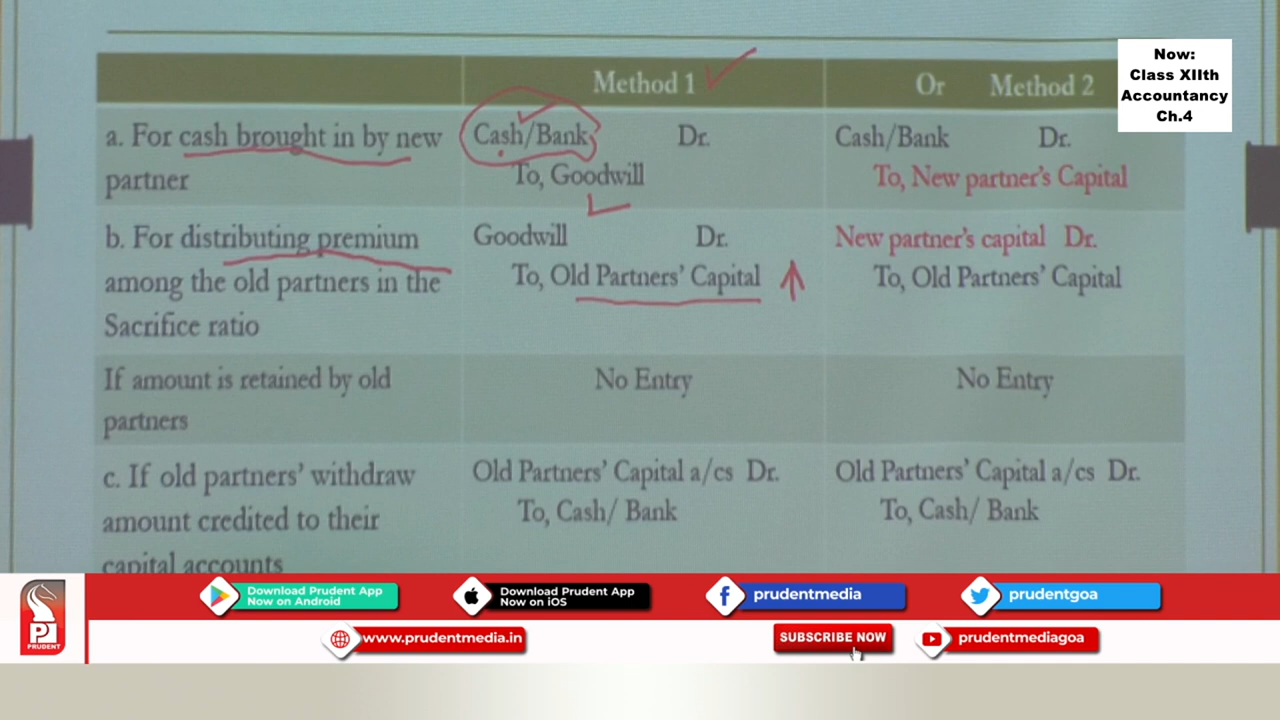 Now:
Class XIIth
Accountancy
Ch.4
Method 1
Or Method 2
a. For cash brought in by new
partner
Cash/Bank Dr.
To, Goodwill
Cash/Bank Dr.
To, New partner's Capital
b. For distributing premium
among the old partners in the
Sacrifice ratio
Goodwill Dr.
To, Old Partners' Capital
New partner's capital Dr.
To, Old Partners' Capital
If amount is retained by old
partners
No Entry
No Entry
c. If old partners' withdraw
amount credited to their
capital accounts
Old Partners' Capital a/cs Dr.
To, Cash/ Bank
Old Partners' Capital a/cs Dr.
To, Cash/ Bank
PRUDENT
Download Prudent App
Now on Android
Download Prudent App
Now on iOS
prudentmedia
prudentgoa
www.prudentmedia.in
SUBSCRIBE NOW
prudentmediagoa